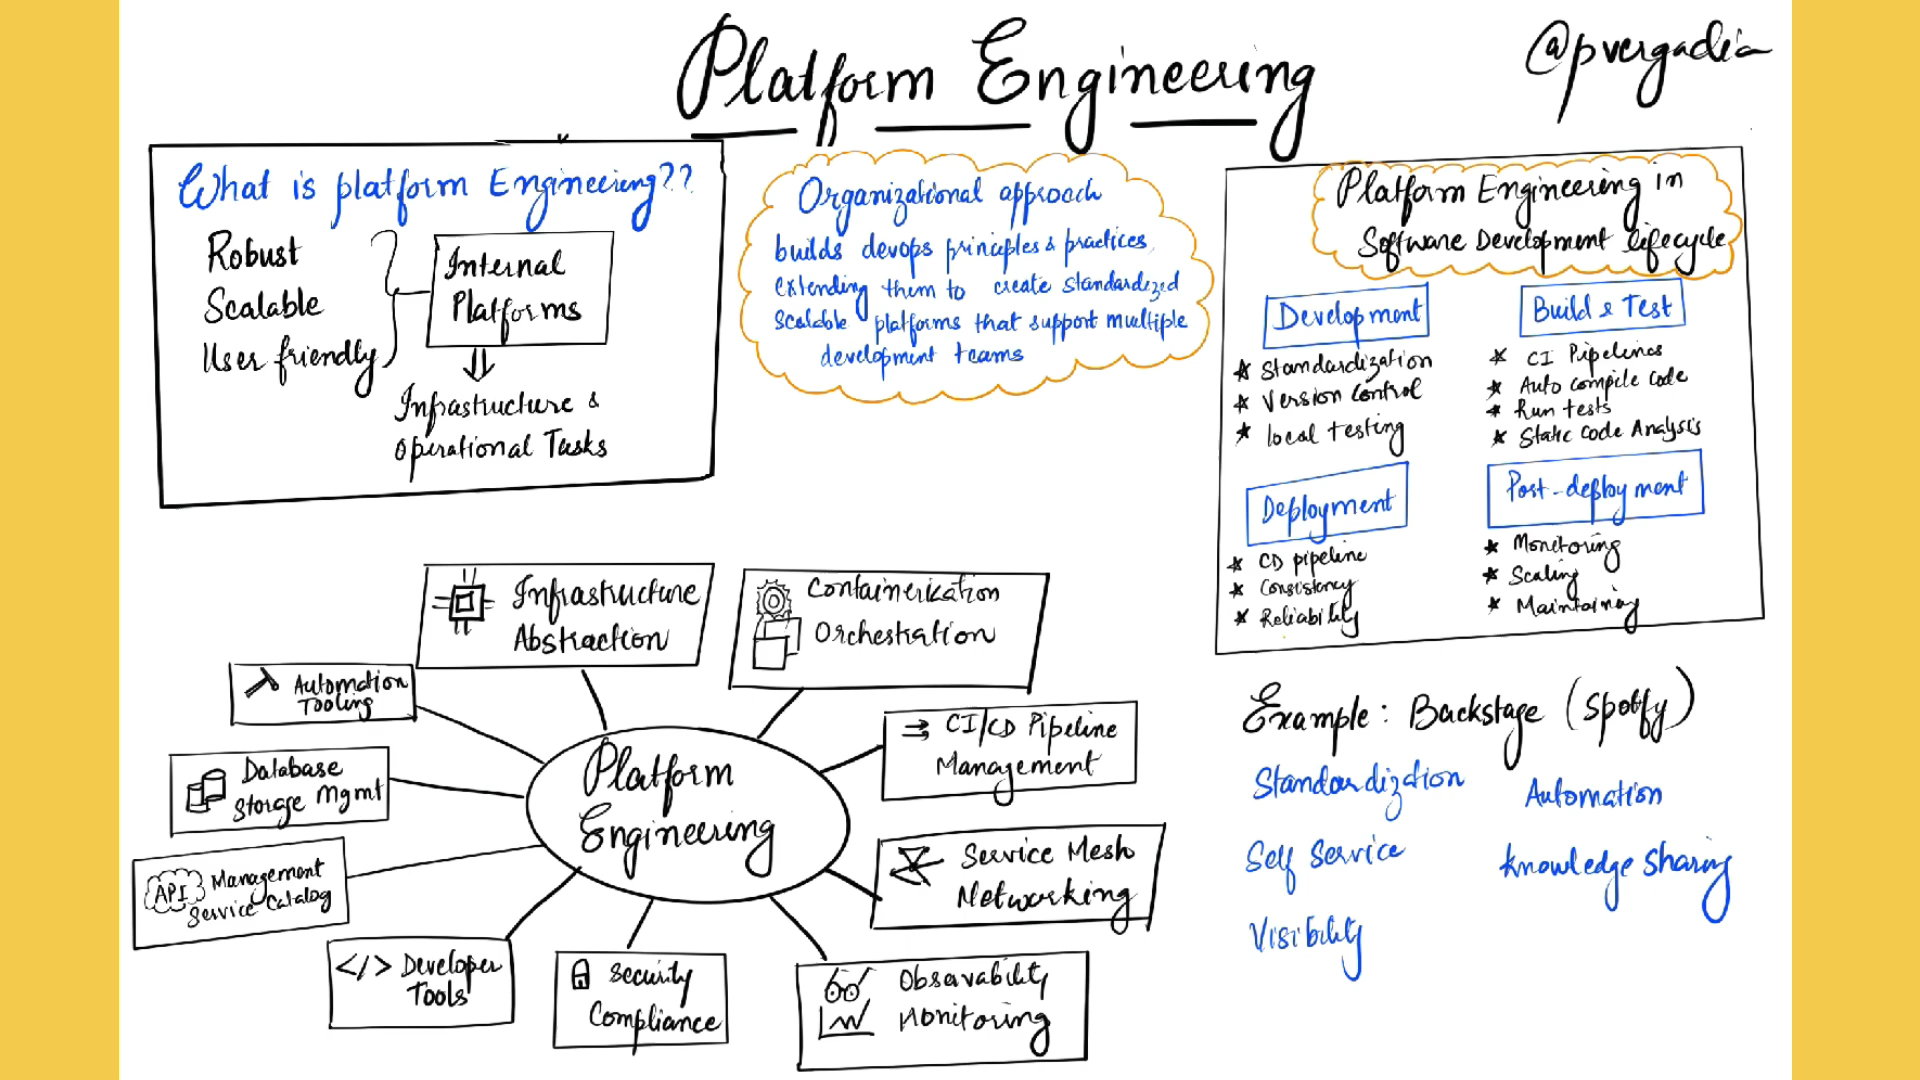 Platform Engineering
@pvergadia
What is platform Engineering??
Robust
Scalable
User friendly
Internal
Platforms
Infrastructure &
Operational Tasks
Organizational approach
builds devops principles & practices
extending them to create standardized
Scalable platforms that support multiple
development teams
Platform Engineering in
Software Development lifecycle
Development
Standardization
Version Control
local testing
Build & Test
CI Pipelines
Auto compile code
Run tests
Static Code Analysis
Deployment
CD pipeline
Consistency
Reliability
Post-deployment
Monitoring
Scaling
Maintaining
Infrastructure
Abstraction
Containerization
Orchestration
Automation
Tooling
CI/CD Pipeline
Management
Database
Storage Mgmt
Platform
Engineering
Service Mesh
Networking
API Management
Service Catalog
</> Developer
Tools
Security
Compliance
Observability
Monitoring
Example: Backstage (Spotfy)
Standardization
Automation
Self Service
Knowledge Sharing
Visibility